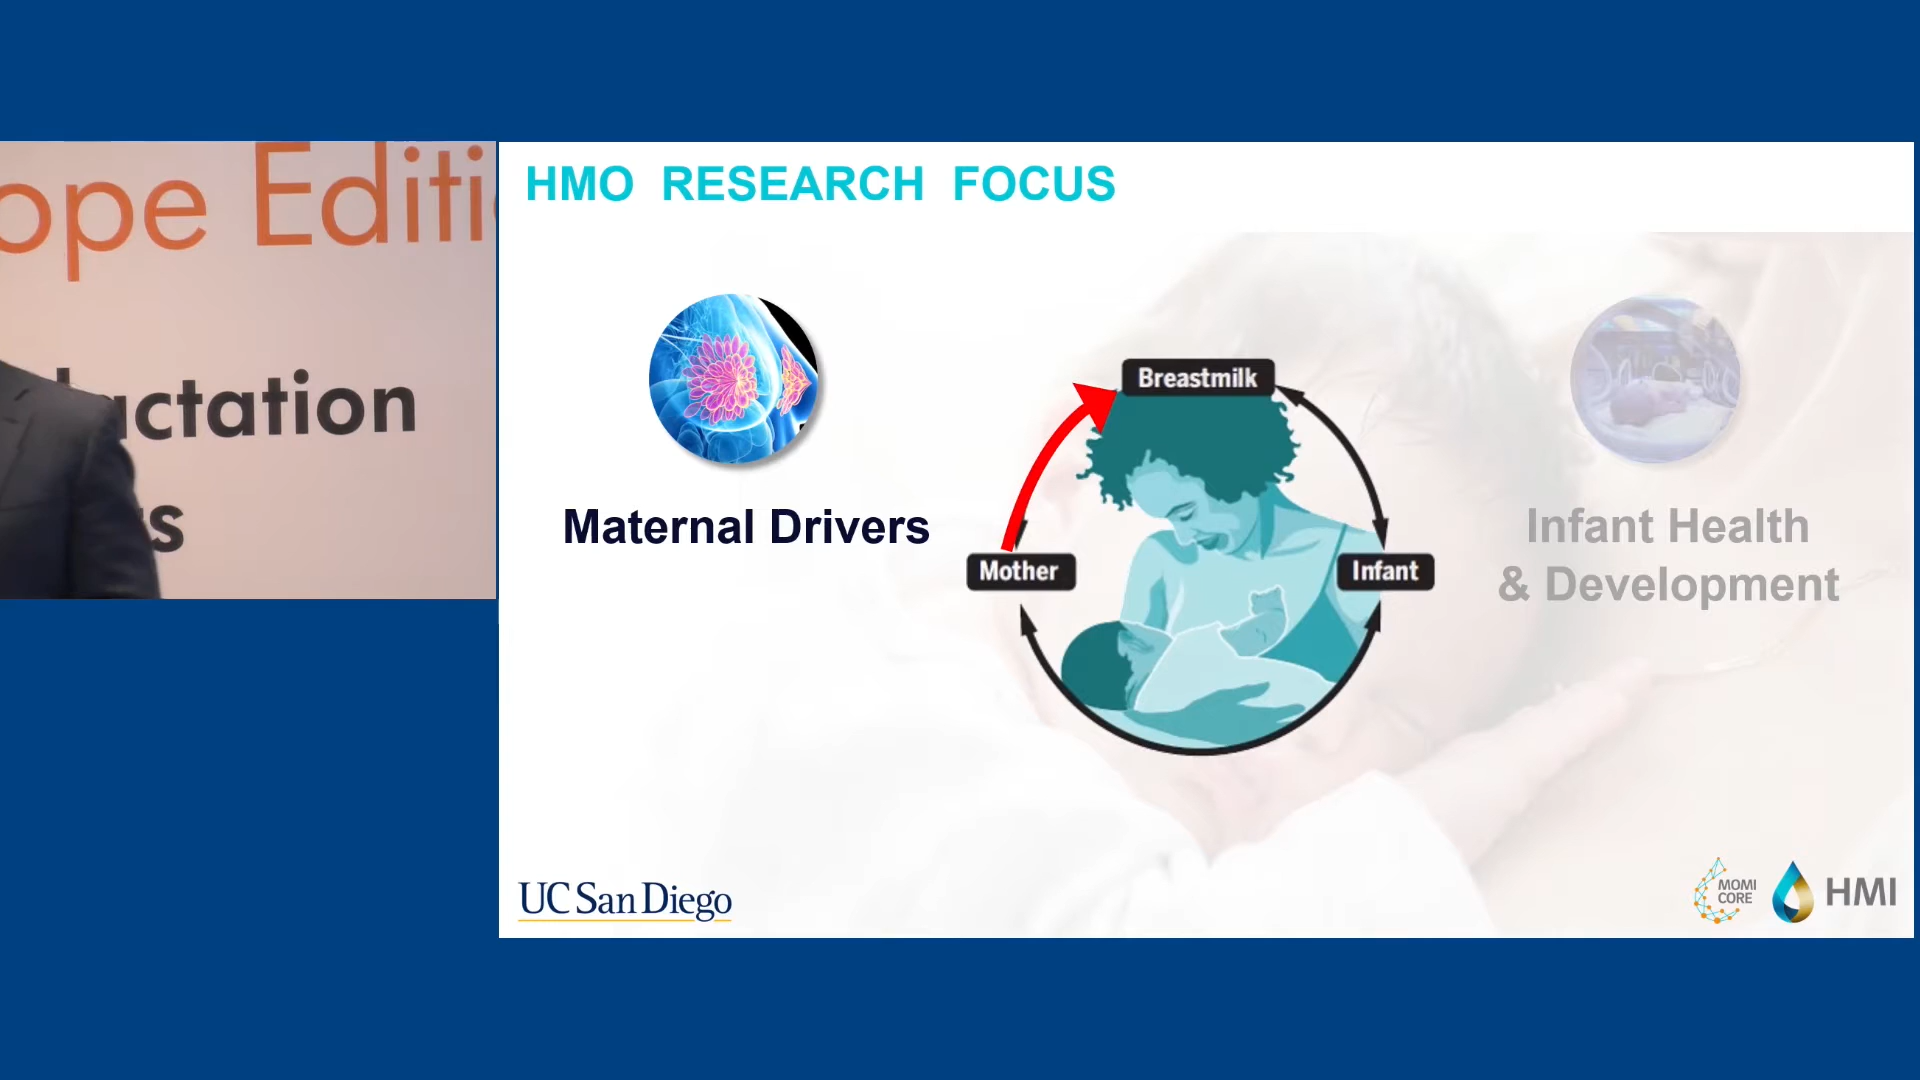 ope Editi
actation
s
HMO RESEARCH FOCUS
Breastmilk
Maternal Drivers
Mother
Infant
Infant Health
& Development
UC San Diego
MOMI
CORE
HMI